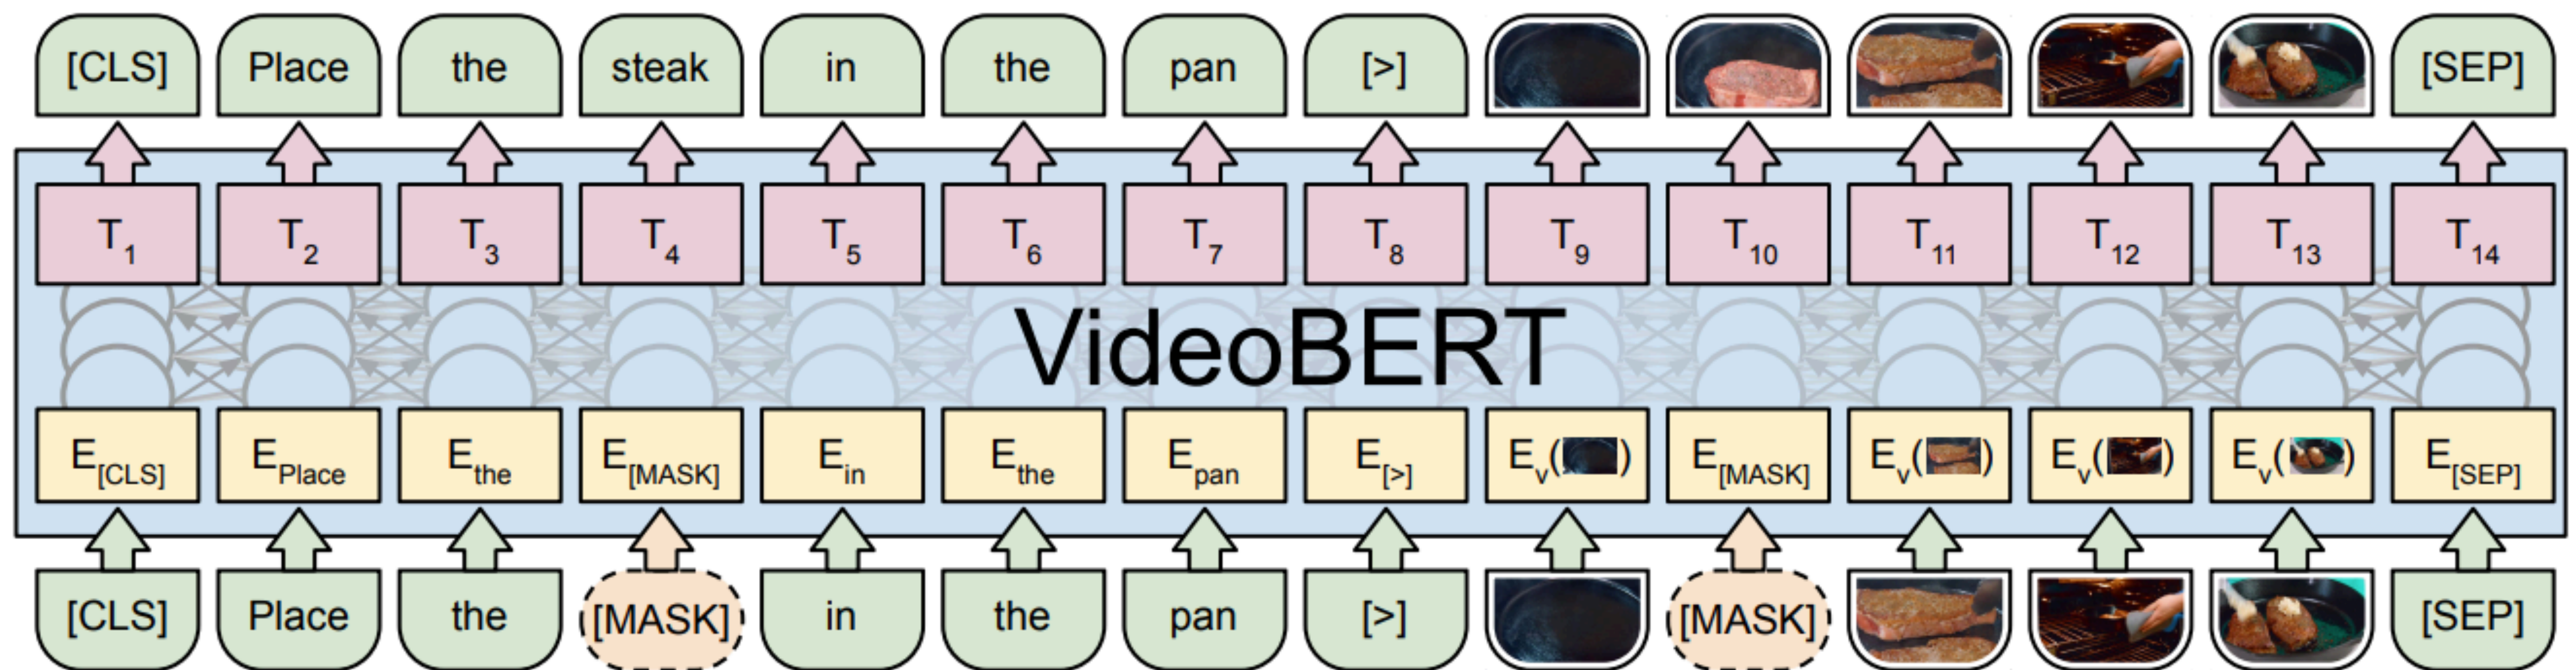 [CLS] Place the steak in the pan [>] [SEP]
T1 T2 T3 T4 T5 T6 T7 T8 T9 T10 T11 T12 T13 T14
VideoBERT
E[CLS] EPlace Ethe E[MASK] Ein Ethe Epan E[>] Ev( ) E[MASK] Ev( ) Ev( ) Ev( ) E[SEP]
[CLS] Place the [MASK] in the pan [>] [MASK] [SEP]